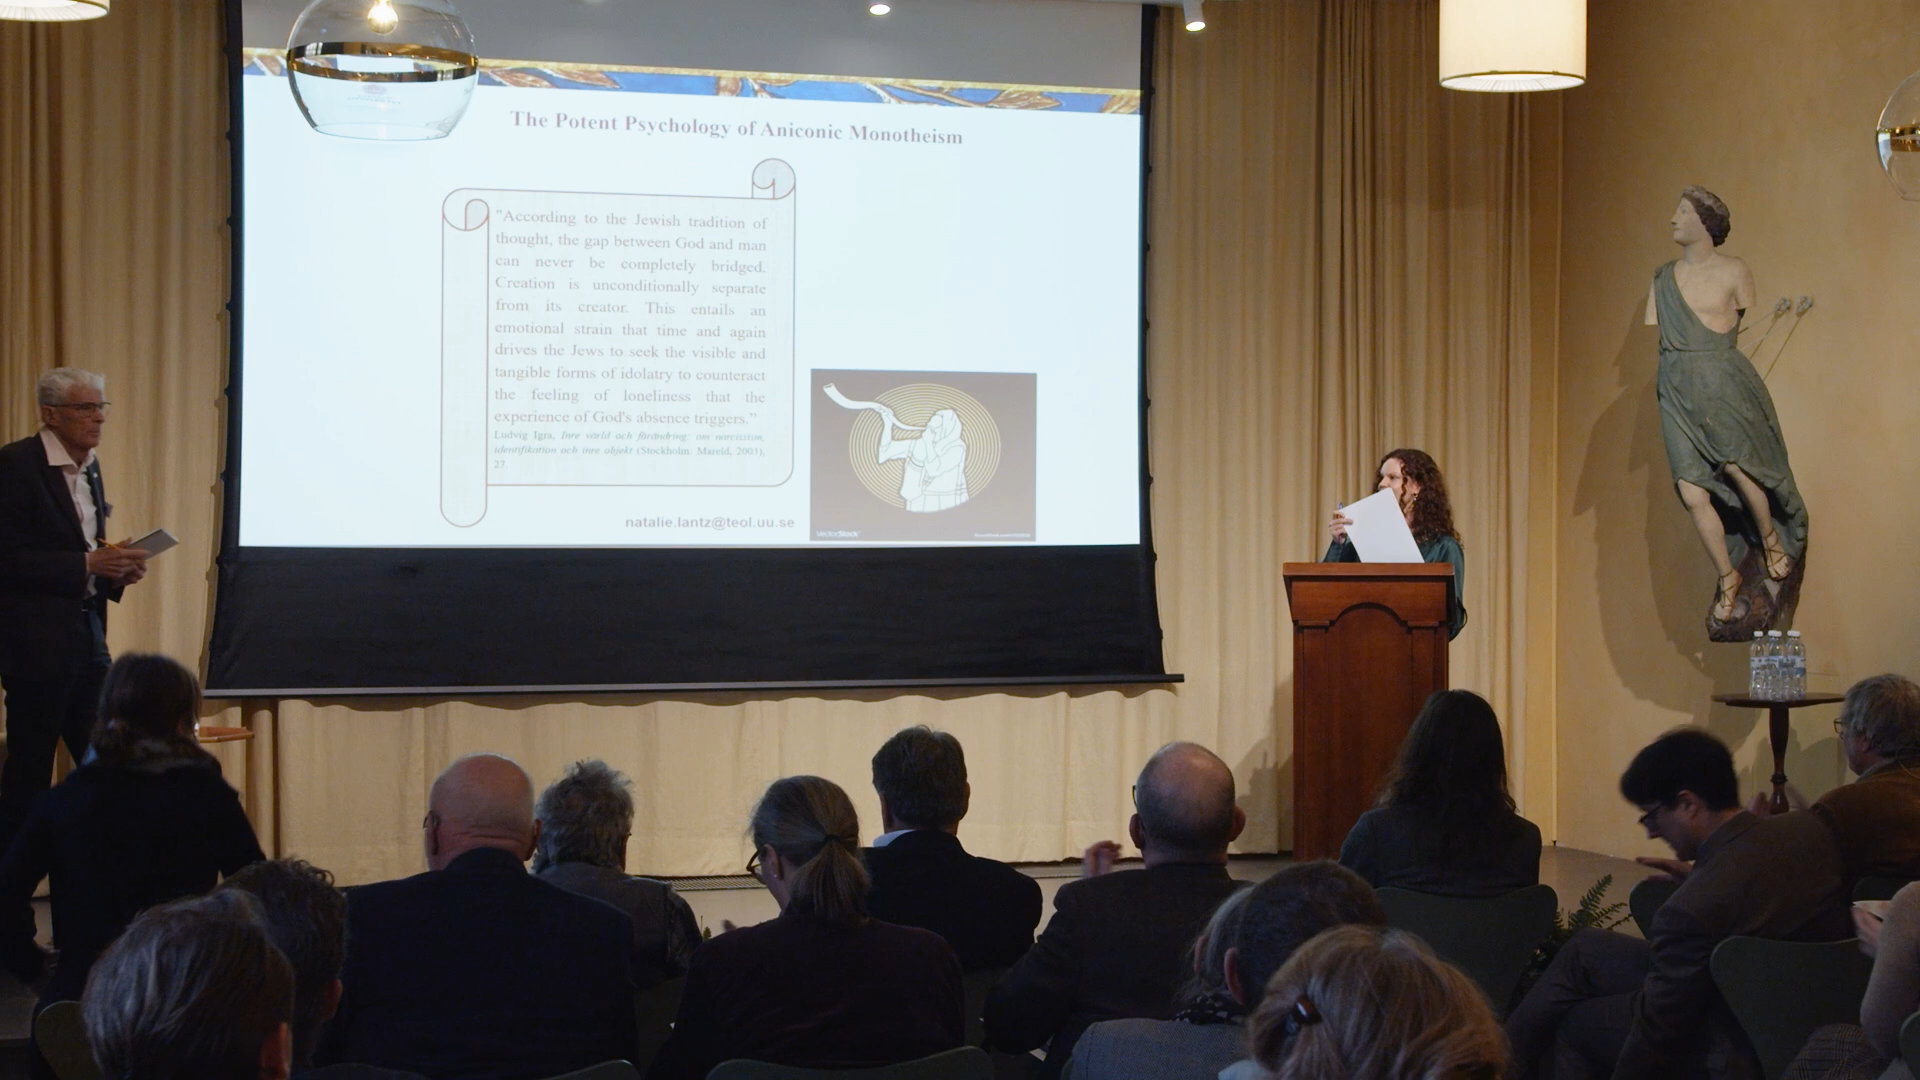 The Potent Psychology of Aniconic Monotheism
"According to the Jewish tradition of
thought, the gap between God and man
can never be completely bridged.
Creation is unconditionally separate
from its creator. This entails an
emotional strain that time and again
drives the Jews to seek the visible and
tangible forms of idolatry to counteract
the feeling of loneliness that the
experience of God's absence triggers."
Ludvig Igra, Inre värld och förändring: om narcissism,
identifikation och inre objekt (Stockholm: Mareld, 2003),
27.
natalie.lantz@teol.uu.se
VectorStock